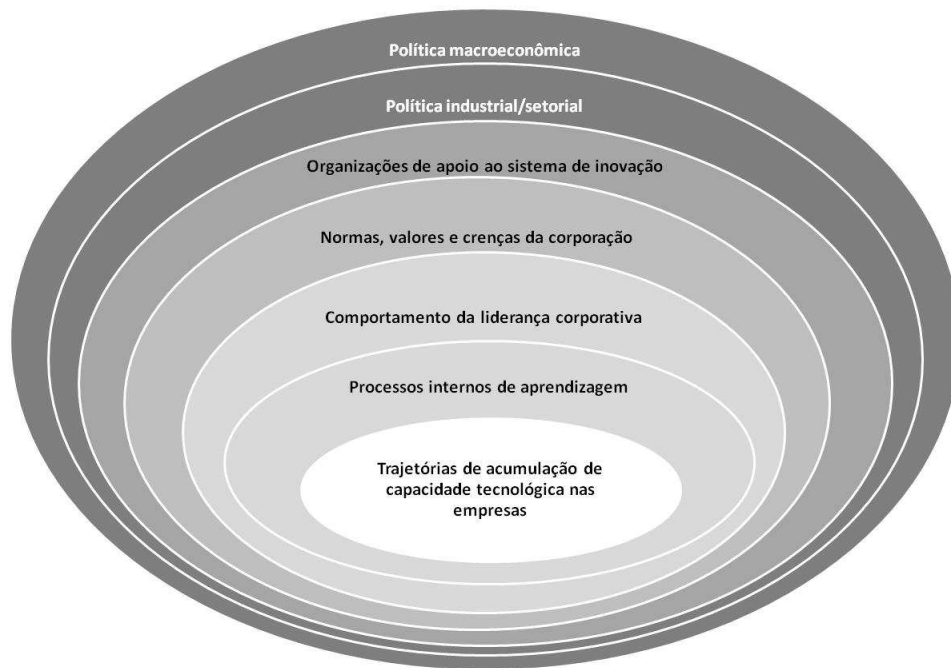 Política macroeconômica
Política industrial/setorial
Organizações de apoio ao sistema de inovação
Normas, valores e crenças da corporação
Comportamento da liderança corporativa
Processos internos de aprendizagem
Trajetórias de acumulação de
capacidade tecnológica nas
empresas